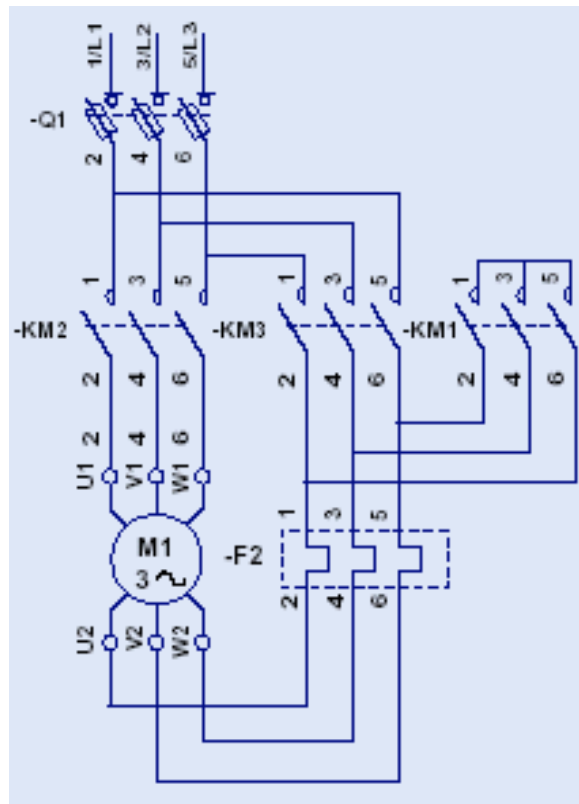 1/L1 3/L2 5/L3
-Q1
2 4 6
1 3 5 1 3 5 1 3 5
-KM2 -KM3 -KM1
2 4 6 2 4 6 2 4 6
2 4 6
U1 V1 W1
1 3 5
M1
3
-F2
2 4 6
U2 V2 W2